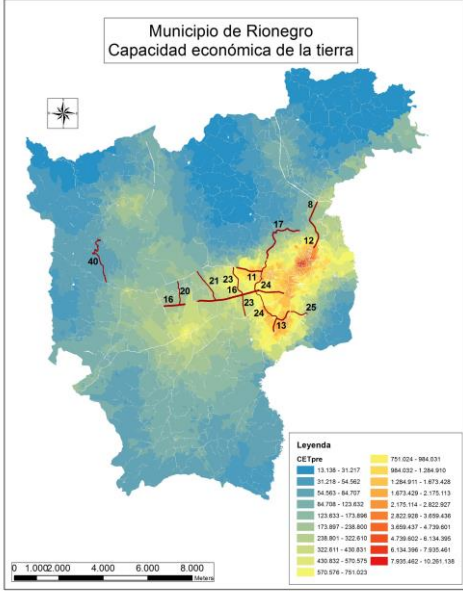 Municipio de Rionegro
Capacidad económica de la tierra
8
17
12
40
11
24
23
21
16
20
16
23
24
25
13
Leyenda
CETpre
13.138 - 31.217
31.218 - 54.562
54.563 - 84.707
84.708 - 123.632
123.633 - 173.896
173.897 - 238.800
238.801 - 322.610
322.611 - 430.831
430.832 - 570.575
570.576 - 751.023
751.024 - 984.031
984.032 - 1.284.910
1.284.911 - 1.673.428
1.673.429 - 2.175.113
2.175.114 - 2.822.927
2.822.928 - 3.659.436
3.659.437 - 4.739.601
4.739.602 - 6.134.395
6.134.396 - 7.935.461
7.935.462 - 10.261.138
0 1.000 2.000 4.000 6.000 8.000
Meters